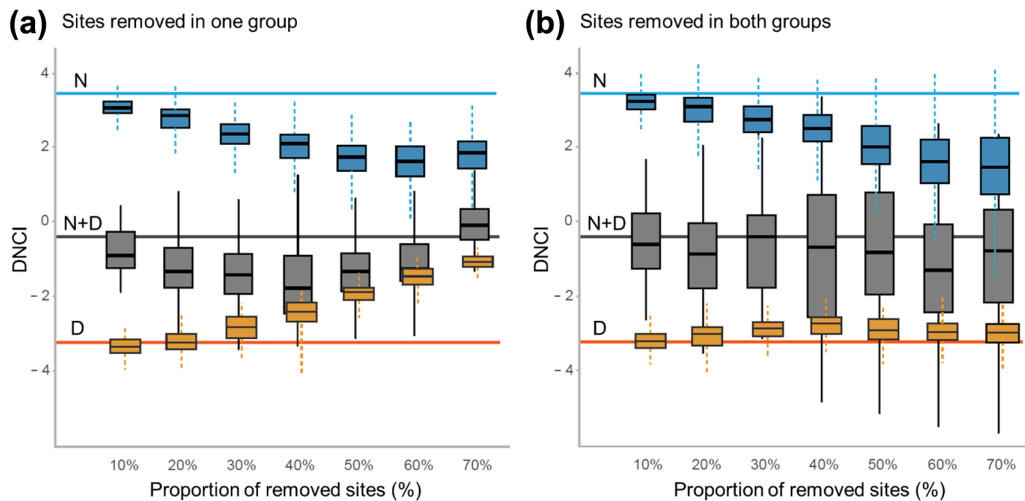 (a) Sites removed in one group
4
2
0
− 2
− 4
DNCI
N
N+D
D
10% 20% 30% 40% 50% 60% 70%
Proportion of removed sites (%)
(b) Sites removed in both groups
4
2
0
− 2
− 4
DNCI
N
N+D
D
10% 20% 30% 40% 50% 60% 70%
Proportion of removed sites (%)